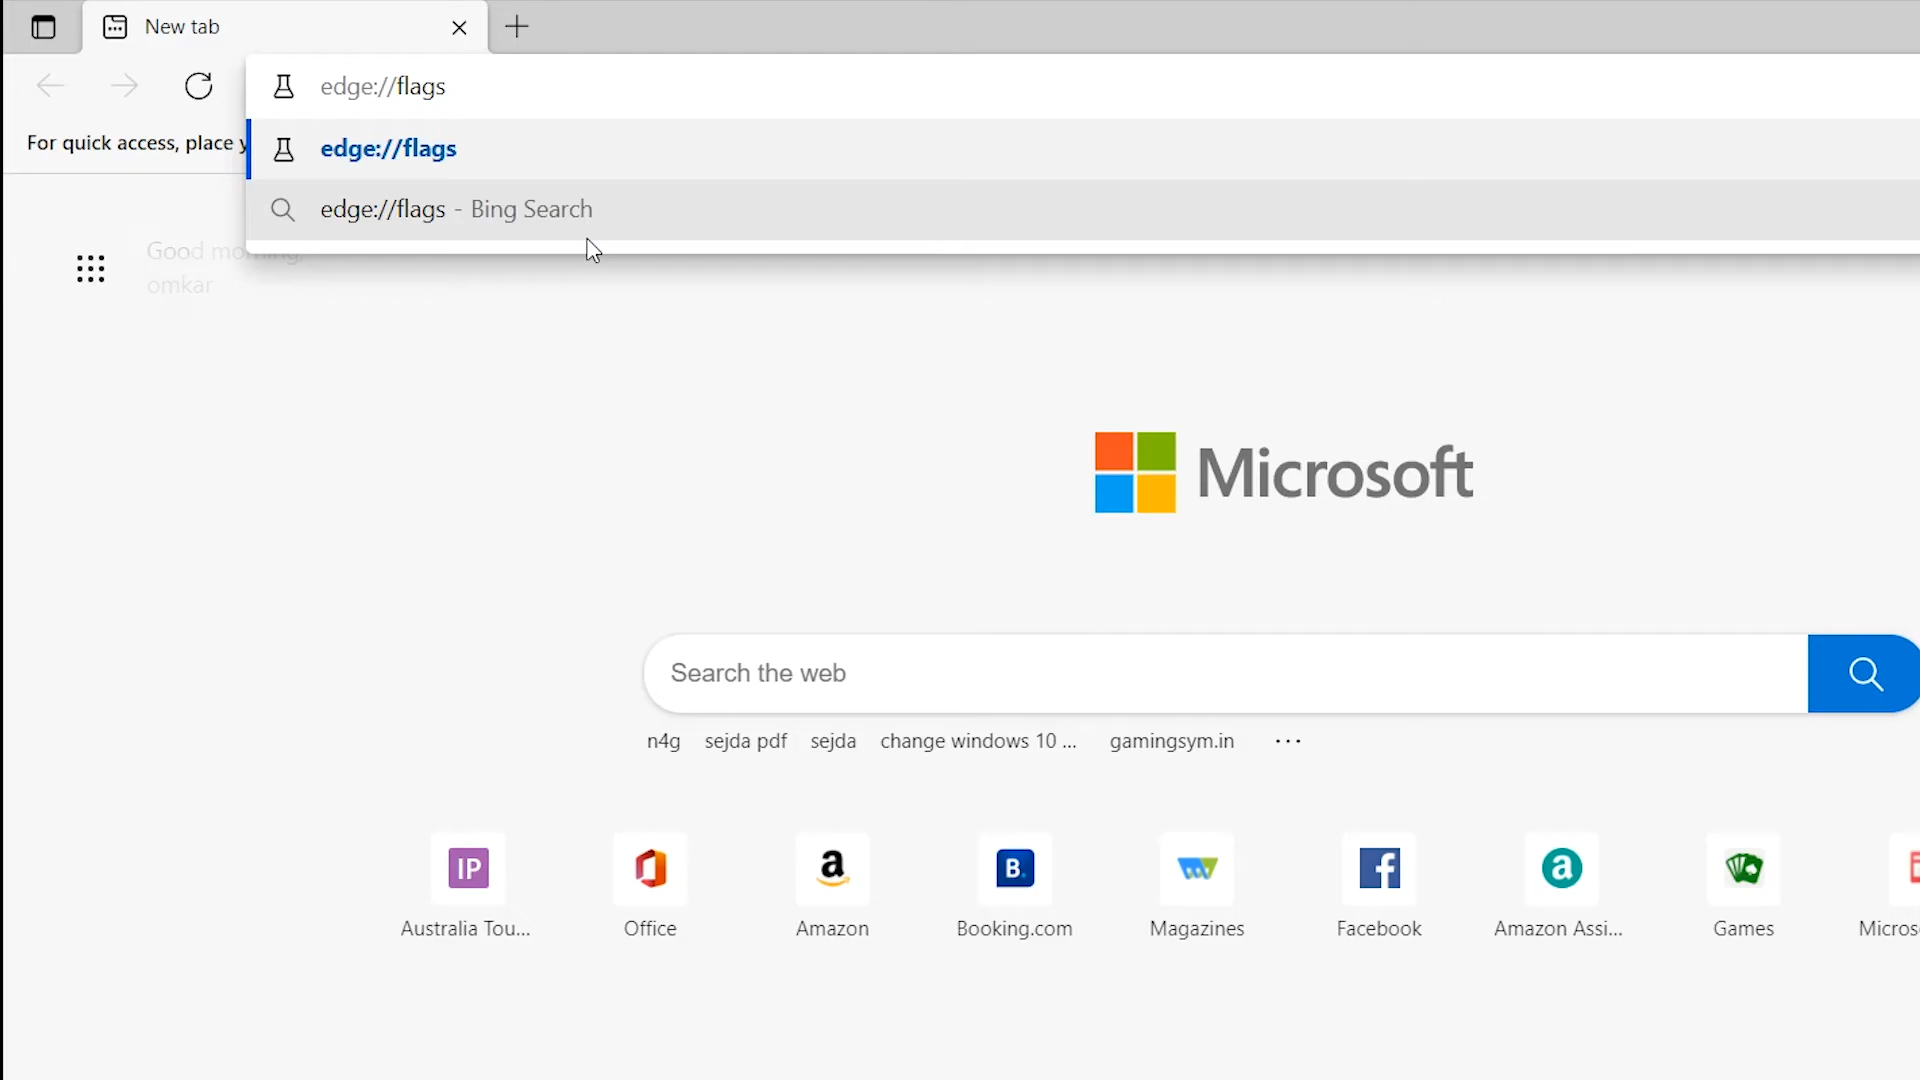 New tab
edge://flags
For quick access, place y
edge://flags
edge://flags - Bing Search
Good morning,
omkar
Microsoft
Search the web
n4g sejda pdf sejda change windows 10 ... gamingsym.in ...
IP
a
B.
f
a
Australia Tou... Office Amazon Booking.com Magazines Facebook Amazon Assi... Games Micros